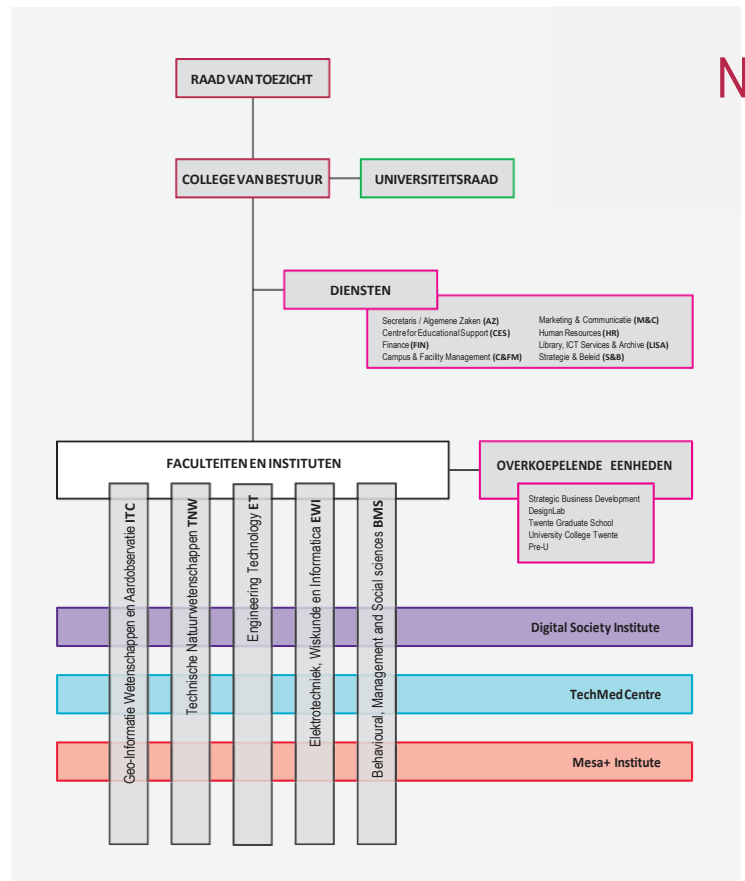 N
RAAD VAN TOEZICHT
COLLEGE VAN BESTUUR
UNIVERSITEITSRAAD
DIENSTEN
Secretaris / Algemene Zaken (AZ)
Centre for Educational Support (CES)
Finance (FIN)
Campus & Facility Management (C&FM)
Marketing & Communicatie (M&C)
Human Resources (HR)
Library, ICT Services & Archive (LISA)
Strategie & Beleid (S&B)
FACULTEITEN EN INSTITUTEN
OVERKOEPELENDE EENHEDEN
Strategic Business Development
DesignLab
Twente Graduate School
University College Twente
Pre-U
Geo-Informatie Wetenschappen en Aardobservatie ITC
Technische Natuurwetenschappen TNW
Engineering Technology ET
Elektrotechniek, Wiskunde en Informatica EWI
Behavioural, Management and Social sciences BMS
Digital Society Institute
TechMed Centre
Mesa+ Institute